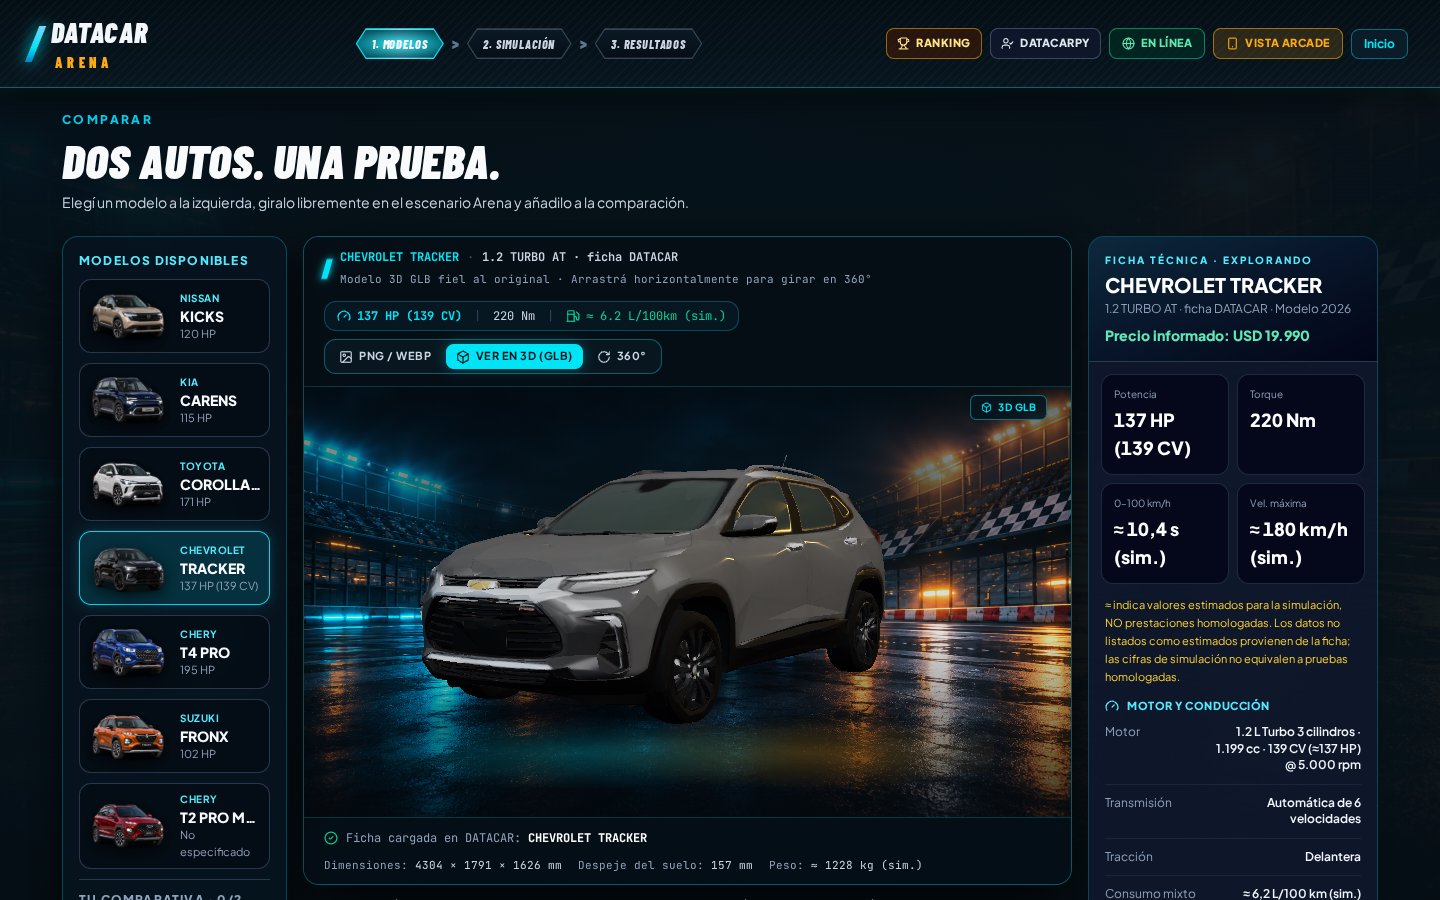 DATACAR
ARENA
1. MODELOS
>
2. SIMULACIÓN
>
3. RESULTADOS
RANKING
DATACARPY
EN LÍNEA
VISTA ARCADE
Inicio
COMPARAR
DOS AUTOS. UNA PRUEBA.
Elegí un modelo a la izquierda, giralo libremente en el escenario Arena y añadilo a la comparación.
MODELOS DISPONIBLES
NISSAN
KICKS
120 HP
KIA
CARENS
115 HP
TOYOTA
COROLLA...
171 HP
CHEVROLET
TRACKER
137 HP (139 CV)
CHERY
T4 PRO
195 HP
SUZUKI
FRONX
102 HP
CHERY
T2 PRO M...
No
especificado
TU COMPARATIVA · 0/2
CHEVROLET TRACKER · 1.2 TURBO AT · ficha DATACAR
Modelo 3D GLB fiel al original · Arrastrá horizontalmente para girar en 360°
137 HP (139 CV) | 220 Nm | ≈ 6.2 L/100km (sim.)
PNG / WEBP
VER EN 3D (GLB)
360°
3D GLB
Ficha cargada en DATACAR: CHEVROLET TRACKER
Dimensiones: 4304 × 1791 × 1626 mm Despeje del suelo: 157 mm Peso: ≈ 1228 kg (sim.)
FICHA TÉCNICA · EXPLORANDO
CHEVROLET TRACKER
1.2 TURBO AT · ficha DATACAR · Modelo 2026
Precio informado: USD 19.990
Potencia
137 HP
(139 CV)
Torque
220 Nm
0–100 km/h
≈ 10,4 s
(sim.)
Vel. máxima
≈ 180 km/h
(sim.)
≈ indica valores estimados para la simulación,
NO prestaciones homologadas. Los datos no
listados como estimados provienen de la ficha;
las cifras de simulación no equivalen a pruebas
homologadas.
MOTOR Y CONDUCCIÓN
Motor
1.2 L Turbo 3 cilindros ·
1.199 cc · 139 CV (≈137 HP)
@ 5.000 rpm
Transmisión
Automática de 6
velocidades
Tracción
Delantera
Consumo mixto
≈ 6,2 L/100 km (sim.)